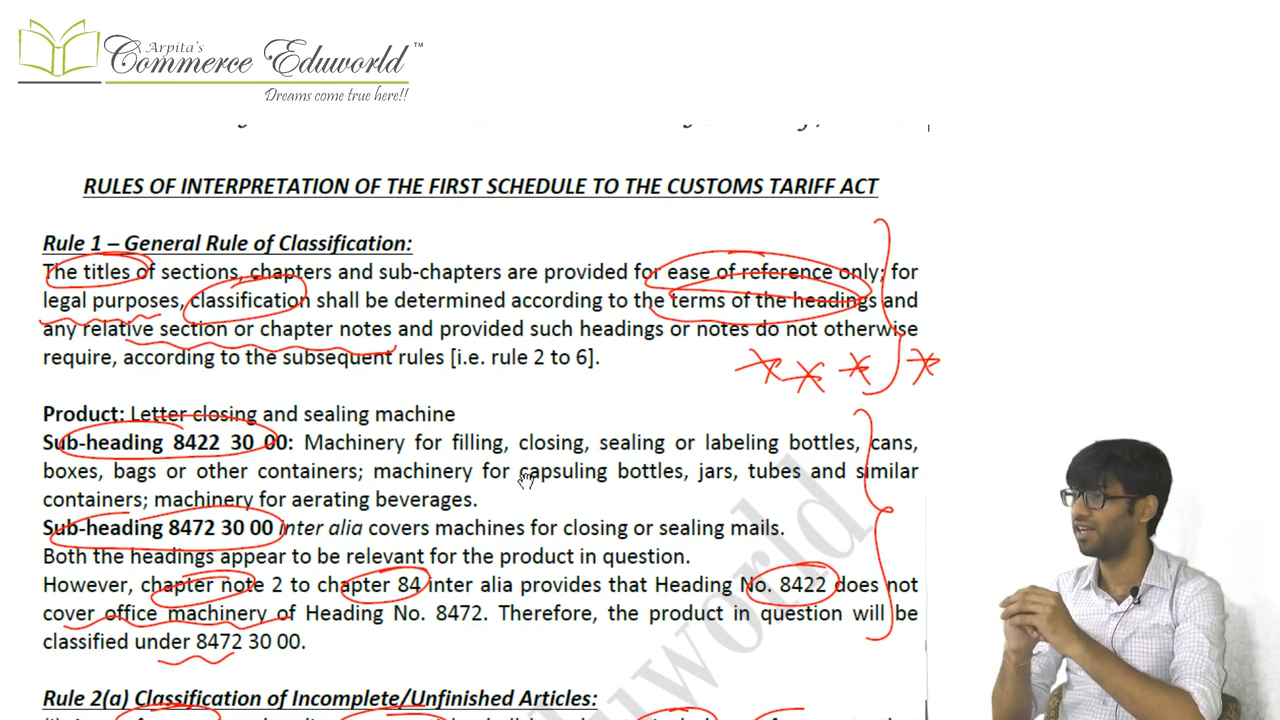 Arpita's
Commerce Eduworld™
Dreams come true here!!
RULES OF INTERPRETATION OF THE FIRST SCHEDULE TO THE CUSTOMS TARIFF ACT
Rule 1 – General Rule of Classification:
The titles of sections, chapters and sub-chapters are provided for ease of reference only; for
legal purposes, classification shall be determined according to the terms of the headings and
any relative section or chapter notes and provided such headings or notes do not otherwise
require, according to the subsequent rules [i.e. rule 2 to 6].
Product: Letter closing and sealing machine
Sub-heading 8422 30 00: Machinery for filling, closing, sealing or labeling bottles, cans,
boxes, bags or other containers; machinery for capsuling bottles, jars, tubes and similar
containers; machinery for aerating beverages.
Sub-heading 8472 30 00 inter alia covers machines for closing or sealing mails.
Both the headings appear to be relevant for the product in question.
However, chapter note 2 to chapter 84 inter alia provides that Heading No. 8422 does not
cover office machinery of Heading No. 8472. Therefore, the product in question will be
classified under 8472 30 00.
Rule 2(a) Classification of Incomplete/Unfinished Articles: